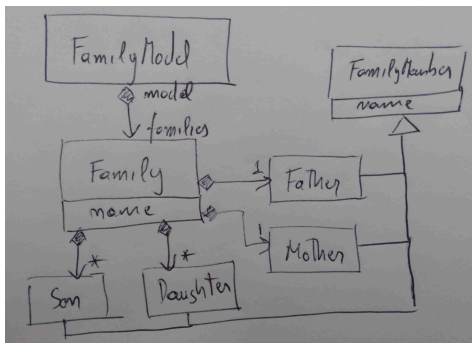 FamilyModel
FamilyMember
name
model
families
Family
name
1
Father
1
Mother
*
*
Son
Daughter